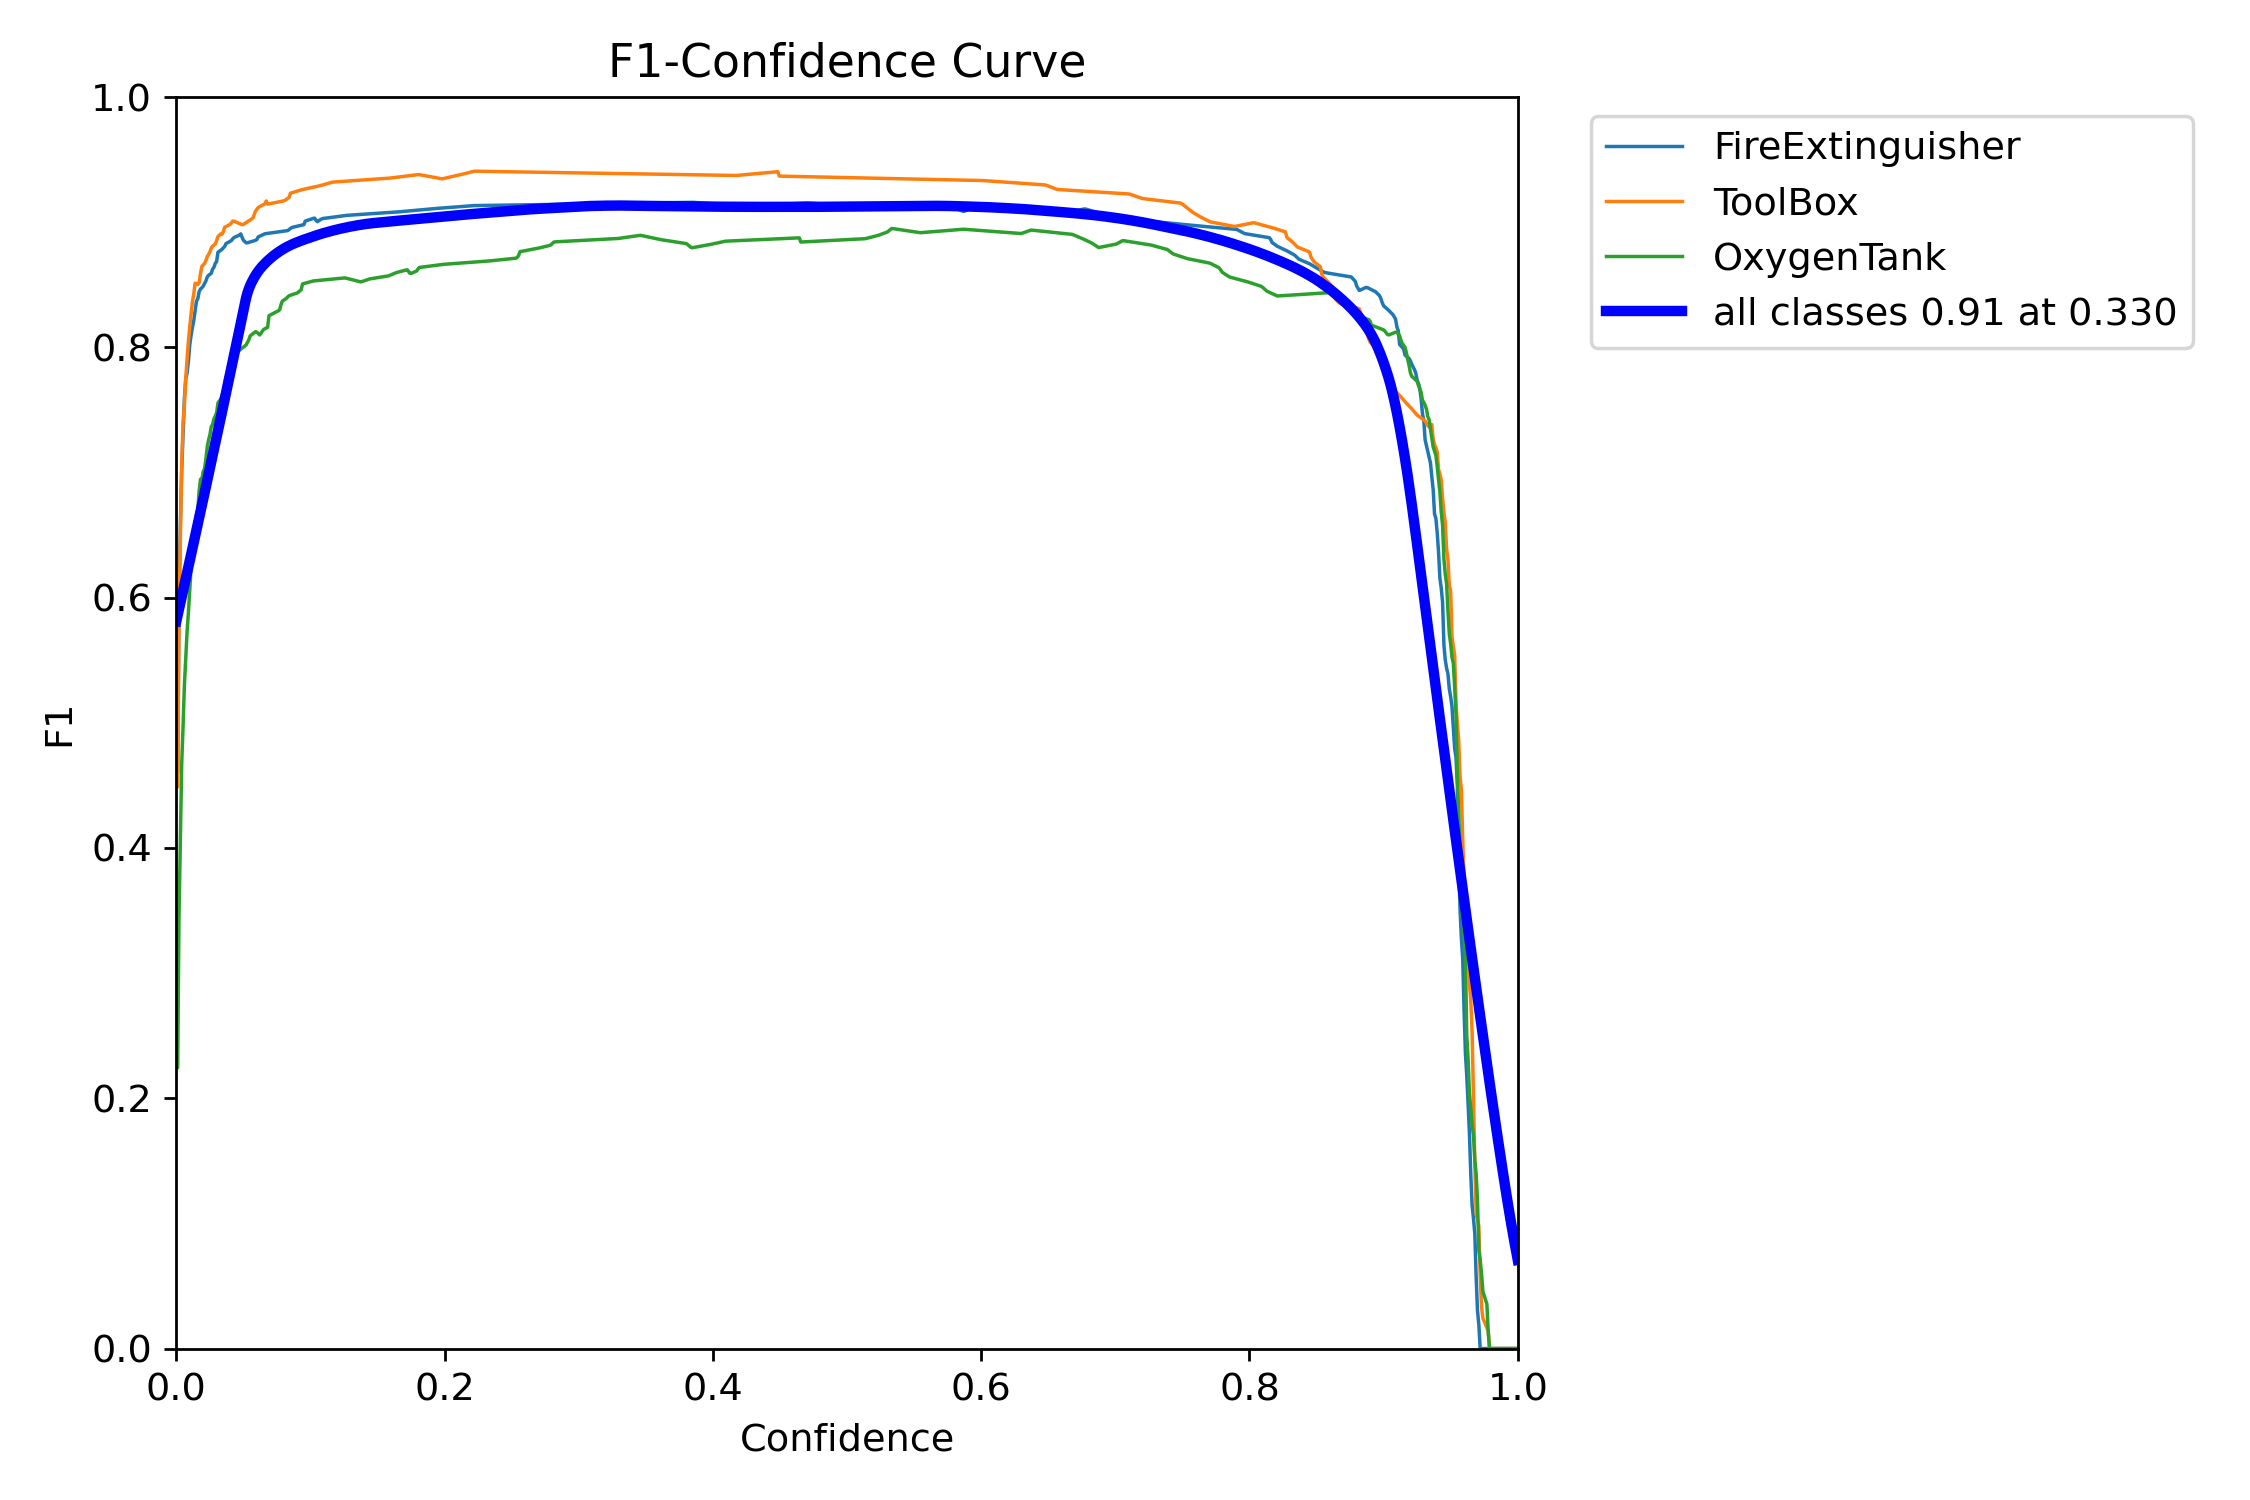 F1-Confidence Curve
1.0
0.8
0.6
0.4
0.2
0.0
F1
0.0 0.2 0.4 0.6 0.8 1.0
Confidence
FireExtinguisher
ToolBox
OxygenTank
all classes 0.91 at 0.330